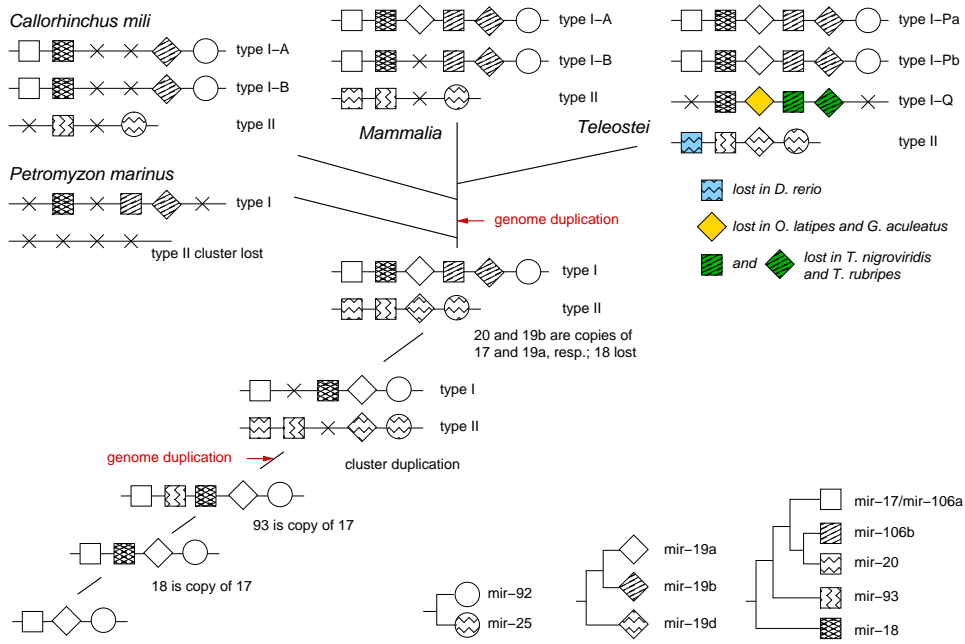 Callorhinchus mili
type I−A
type I−B
type II
Petromyzon marinus
type I
type II cluster lost
type I−A
type I−B
type II
Mammalia
type I−Pa
type I−Pb
type I−Q
type II
Teleostei
lost in D. rerio
lost in O. latipes and G. aculeatus
and
lost in T. nigroviridis
and T. rubripes
genome duplication
type I
type II
20 and 19b are copies of
17 and 19a, resp.; 18 lost
type I
type II
genome duplication
cluster duplication
93 is copy of 17
18 is copy of 17
mir−92
mir−25
mir−19a
mir−19b
mir−19d
mir−17/mir−106a
mir−106b
mir−20
mir−93
mir−18